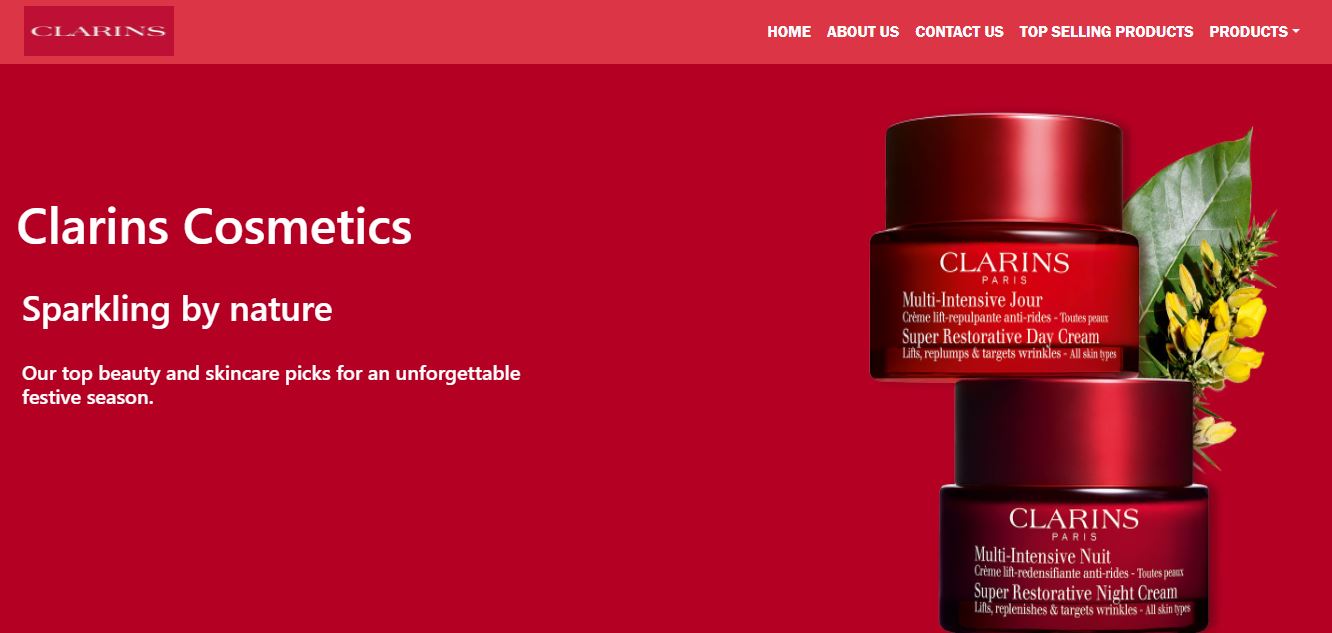 CLARINS
HOME ABOUT US CONTACT US TOP SELLING PRODUCTS PRODUCTS
Clarins Cosmetics
Sparkling by nature
Our top beauty and skincare picks for an unforgettable
festive season.
CLARINS
PARIS
Multi-Intensive Jour
Crème lift-repulpante anti-rides - Toutes peaux
Super Restorative Day Cream
Lifts, replumps & targets wrinkles - All skin types
CLARINS
PARIS
Multi-Intensive Nuit
Crème lift-redensifiante anti-rides - Toutes peaux
Super Restorative Night Cream
Lifts, replenishes & targets wrinkles - All skin types